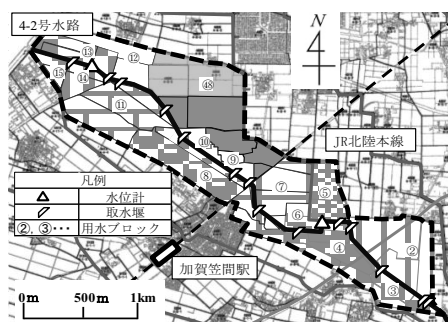 4-2号水路
N
⑬
⑫
⑮
⑭
㊽
⑪
JR北陸本線
⑩
⑨
⑧
⑦
⑤
⑥
④
②
③
凡例
水位計
取水堰
②, ③･･･ 用水ブロック
加賀笠間駅
0m 500m 1km